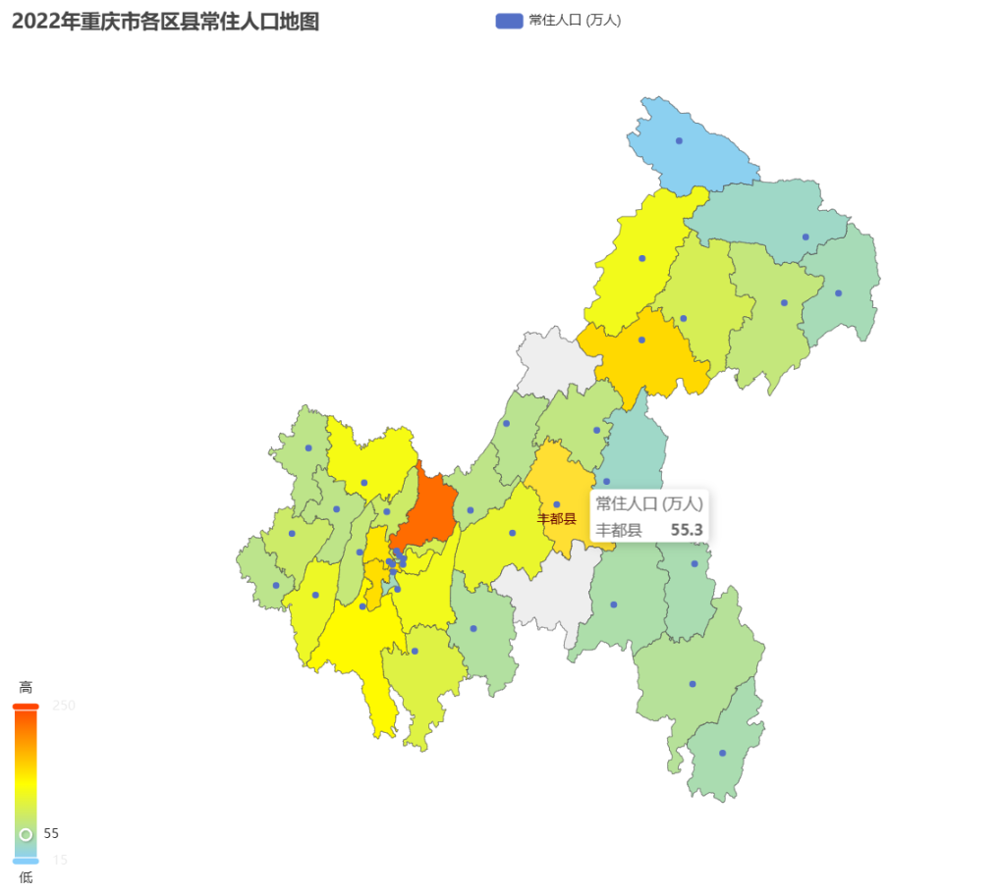 2022年重庆市各区县常住人口地图
常住人口 (万人)
常住人口 (万人)
丰都县 55.3
丰都县
高
250
55
15
低